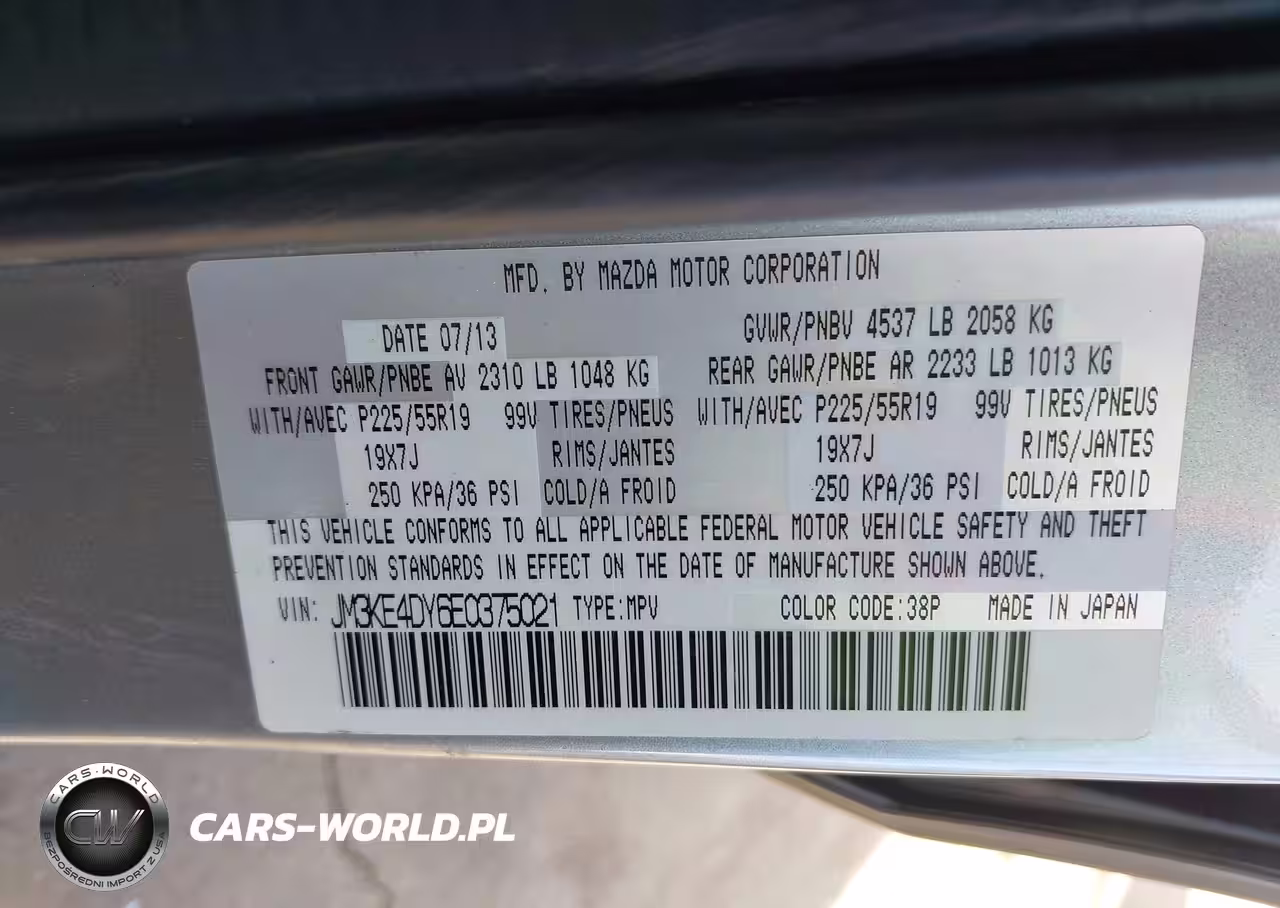 MFD. BY MAZDA MOTOR CORPORATION
DATE 07/13 GVWR/PNBV 4537 LB 2058 KG
FRONT GAWR/PNBE AV 2310 LB 1048 KG REAR GAWR/PNBE AR 2233 LB 1013 KG
WITH/AVEC P225/55R19 99V TIRES/PNEUS WITH/AVEC P225/55R19 99V TIRES/PNEUS
19X7J RIMS/JANTES 19X7J RIMS/JANTES
250 KPA/36 PSI COLD/A FROID 250 KPA/36 PSI COLD/A FROID
THIS VEHICLE CONFORMS TO ALL APPLICABLE FEDERAL MOTOR VEHICLE SAFETY AND THEFT
PREVENTION STANDARDS IN EFFECT ON THE DATE OF MANUFACTURE SHOWN ABOVE.
VIN: JM3KE4DY6E0375021 TYPE:MPV COLOR CODE:38P MADE IN JAPAN
CARS-WORLD
CW
BEZPOŚREDNI IMPORT Z USA
CARS-WORLD.PL